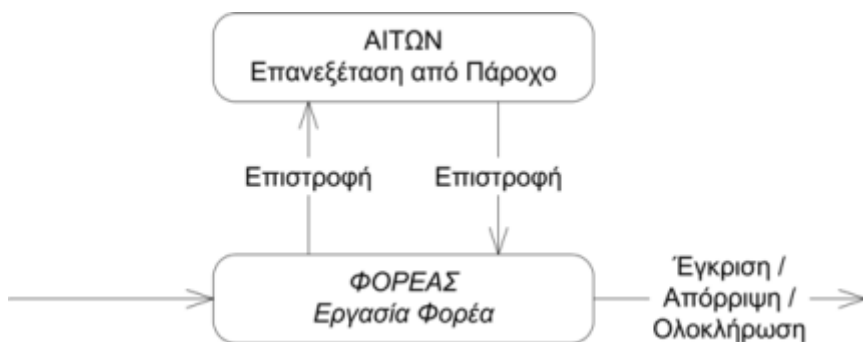 ΑΙΤΩΝ
Επανεξέταση από Πάροχο
Επιστροφή
Επιστροφή
ΦΟΡΕΑΣ
Εργασία Φορέα
Έγκριση /
Απόρριψη /
Ολοκλήρωση